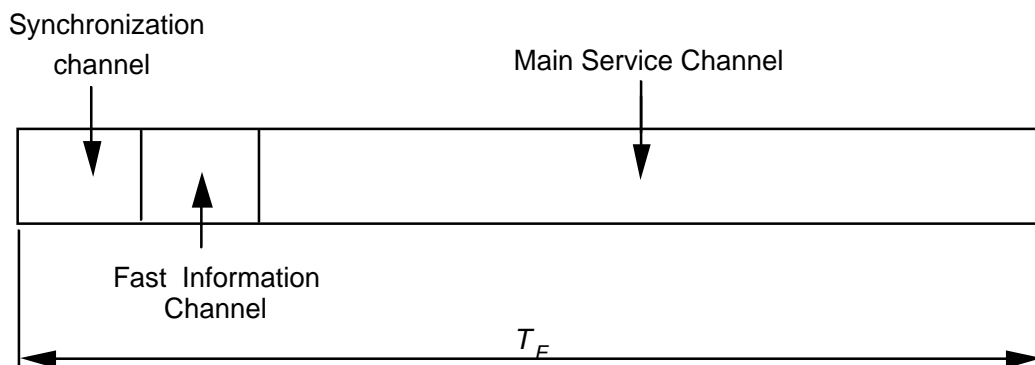 Synchronization
channel
Main Service Channel
Fast Information
Channel
T F